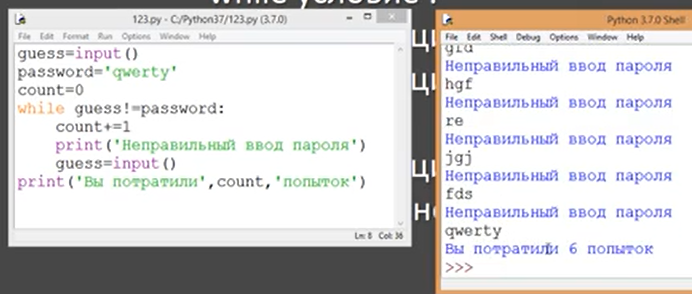 while условие :
123.py - C:/Python37/123.py (3.7.0)
File Edit Format Run Options Window Help
guess=input()
password='qwerty'
count=0
while guess!=password:
    count+=1
    print('Неправильный ввод пароля')
    guess=input()
print('Вы потратили',count,'попыток')
Ln: 8 Col: 36
Python 3.7.0 Shell
File Edit Shell Debug Options Window Help
Неправильный ввод пароля
hgf
Неправильный ввод пароля
re
Неправильный ввод пароля
jgj
Неправильный ввод пароля
fds
Неправильный ввод пароля
qwerty
Вы потратили 6 попыток
>>>